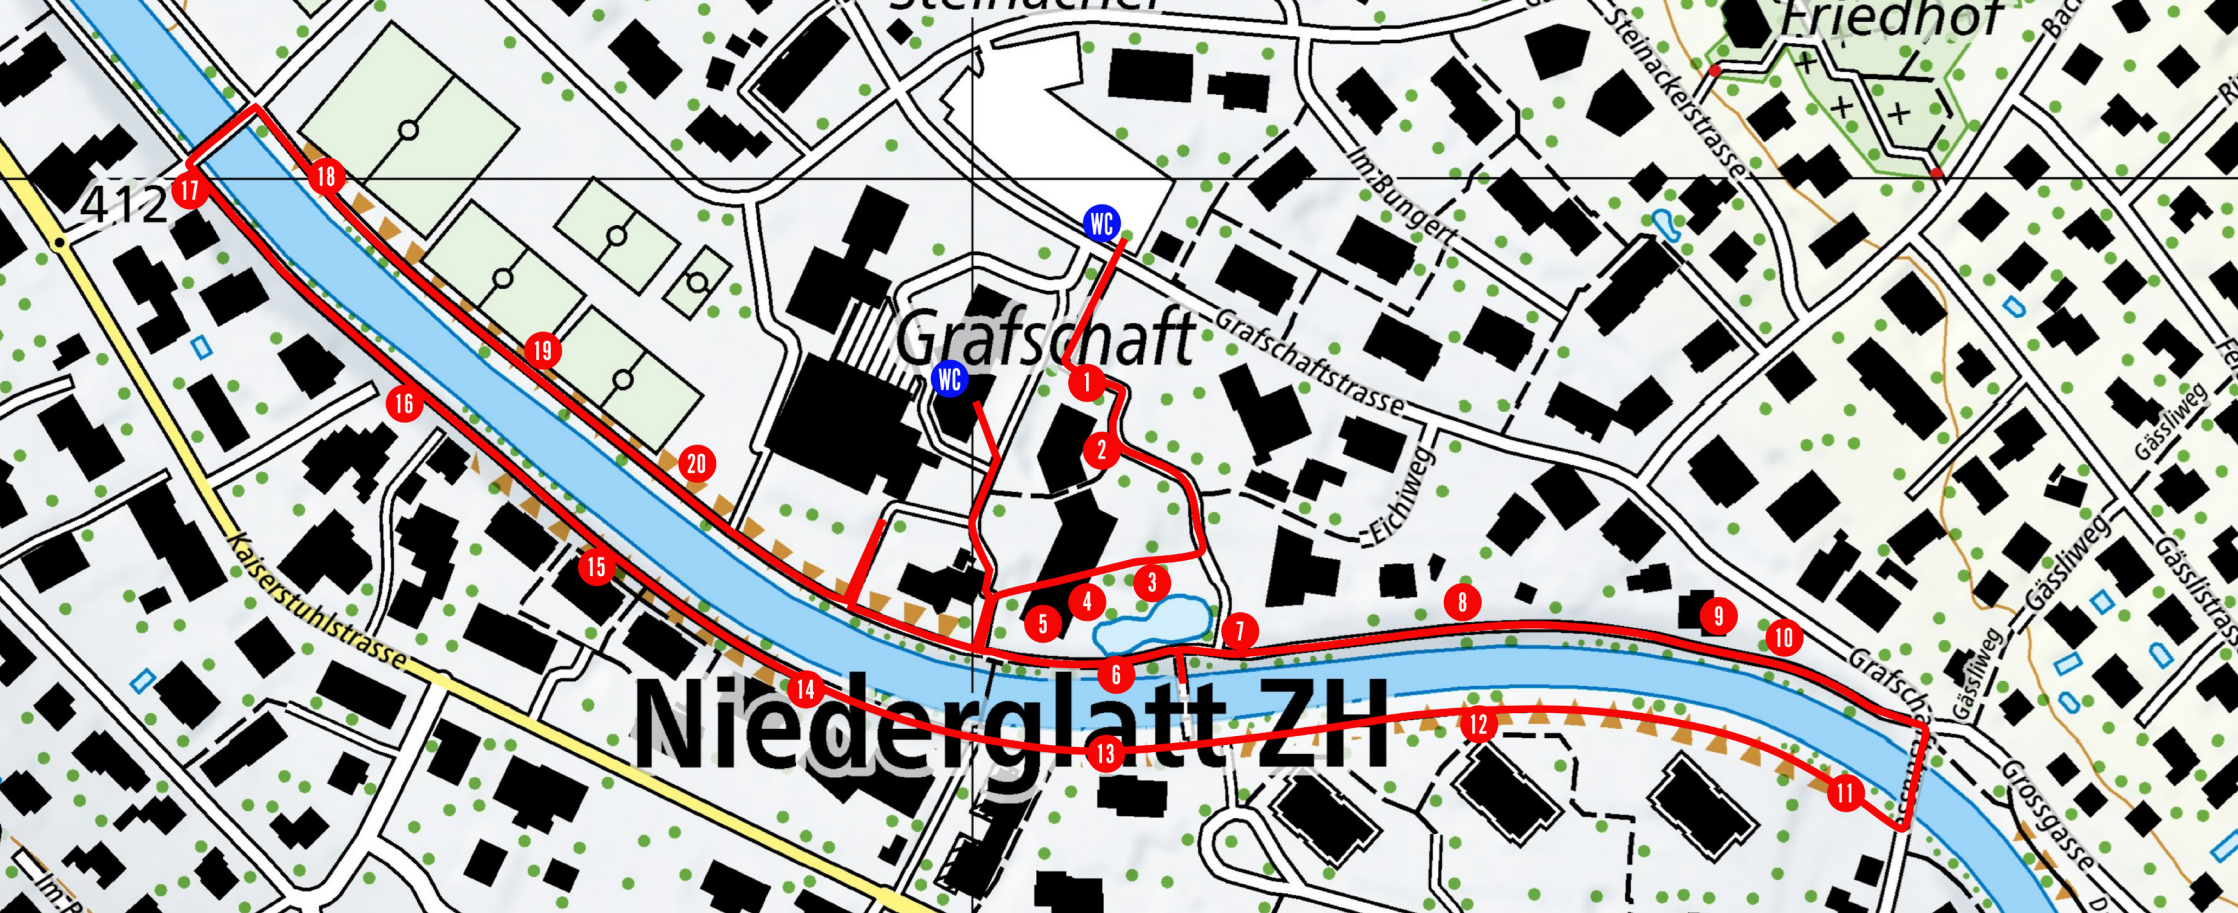 Steinacher
Friedhof
Steinackerstrasse
Im Bungert
412
17
18
WC
Grafschaft
Grafschaftstrasse
19
WC
1
16
2
Eichiweg
Gässliweg
20
Kaiserstuhlstrasse
15
3
4
5
8
7
9
10
6
Gässliweg
Gässlistras
Gässliweg
Grafscha
14
Niederglatt ZH
13
12
11
Grossgasse